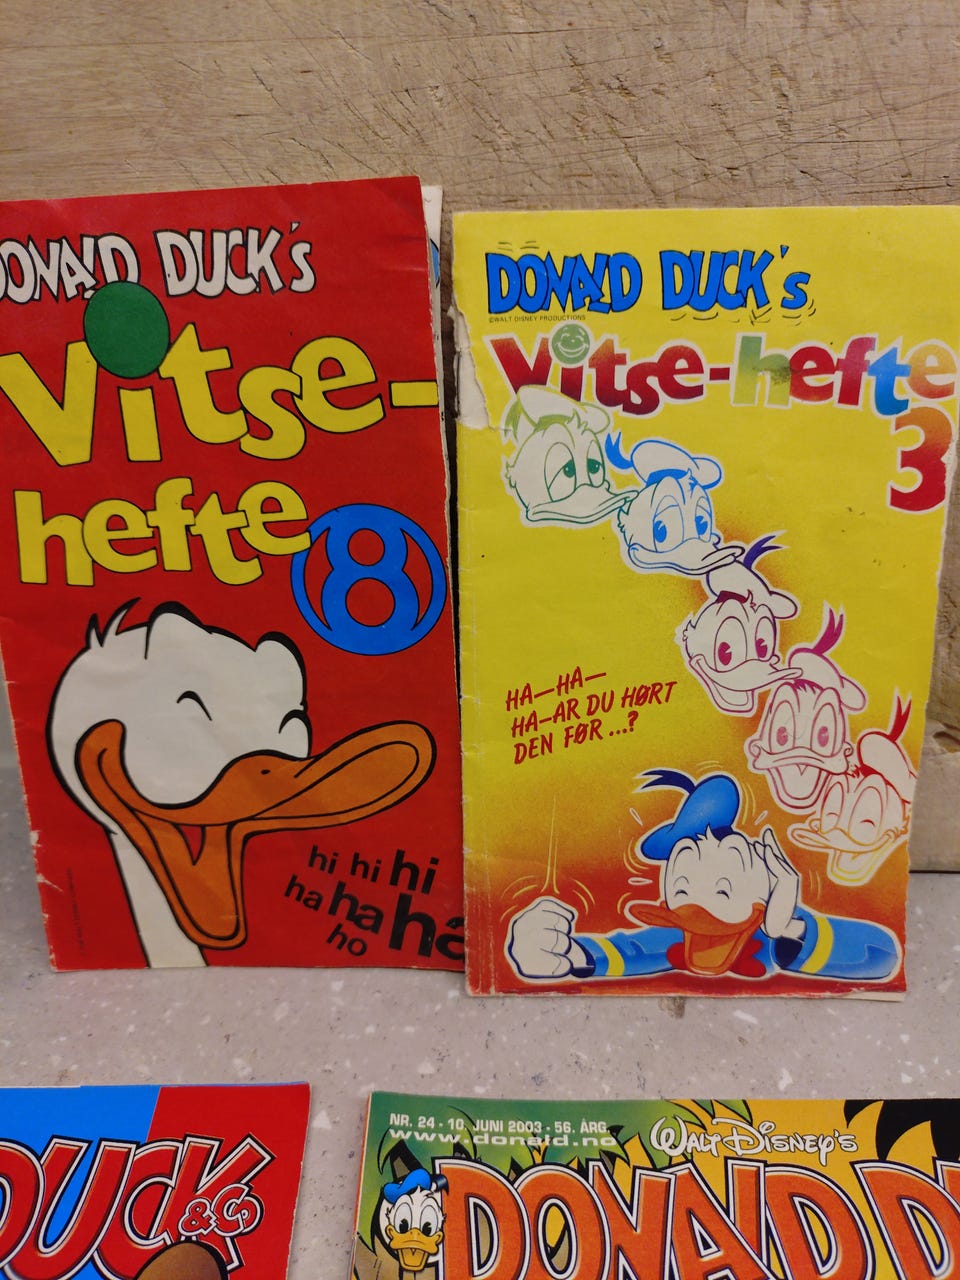 DONALD DUCK's
Vitse-
hefte
8
hi hi hi
ha ha ha
ho
DONALD DUCK's
©WALT DISNEY PRODUCTIONS
Vitse-hefte
3
HA-HA-
HA-AR DU HØRT
DEN FØR...?
DUCK
&Co
NR. 24 - 10. JUNI 2003 - 56. ÅRG.
www.donald.no
WALT DISNEY'S
DONALD D